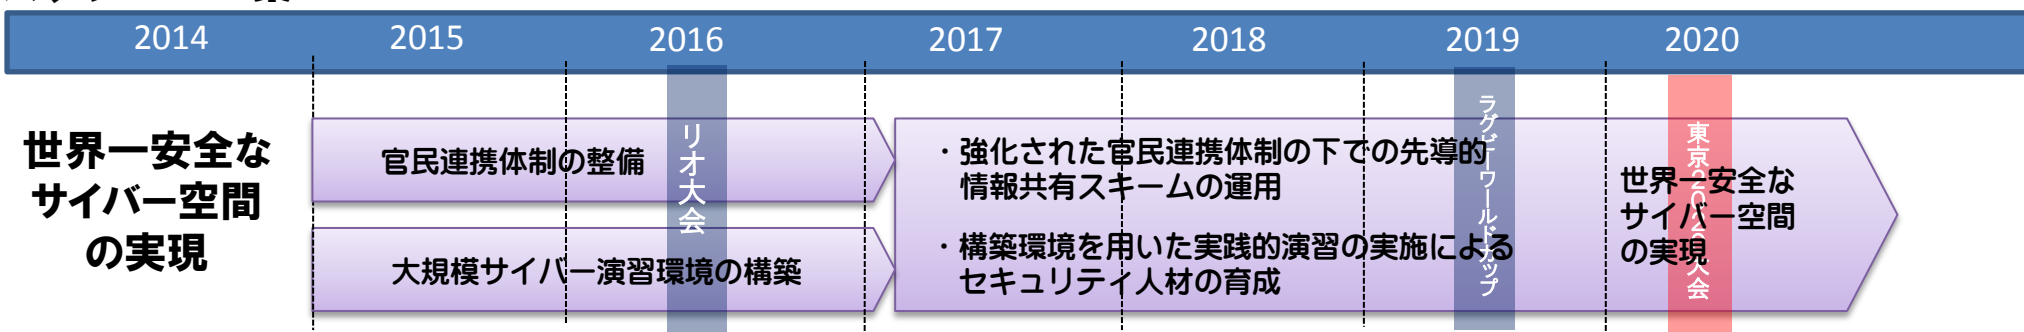 2014 2015 2016 2017 2018 2019 2020
世界一安全な
サイバー空間
の実現
官民連携体制の整備
大規模サイバー演習環境の構築
リオ大会
・強化された官民連携体制の下での先導的
情報共有スキームの運用
・構築環境を用いた実践的演習の実施による
セキュリティ人材の育成
ラグビーワールドカップ
世界一安全な
サイバー空間
の実現
東京2020大会